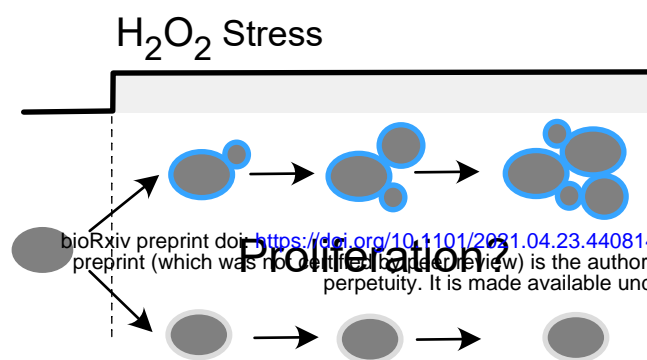 H₂O₂ Stress
bioRxiv preprint doi: https://doi.org/10.1101/2021.04.23.44081
Proliferation?
preprint (which was not certified by peer review) is the author
perpetuity. It is made available